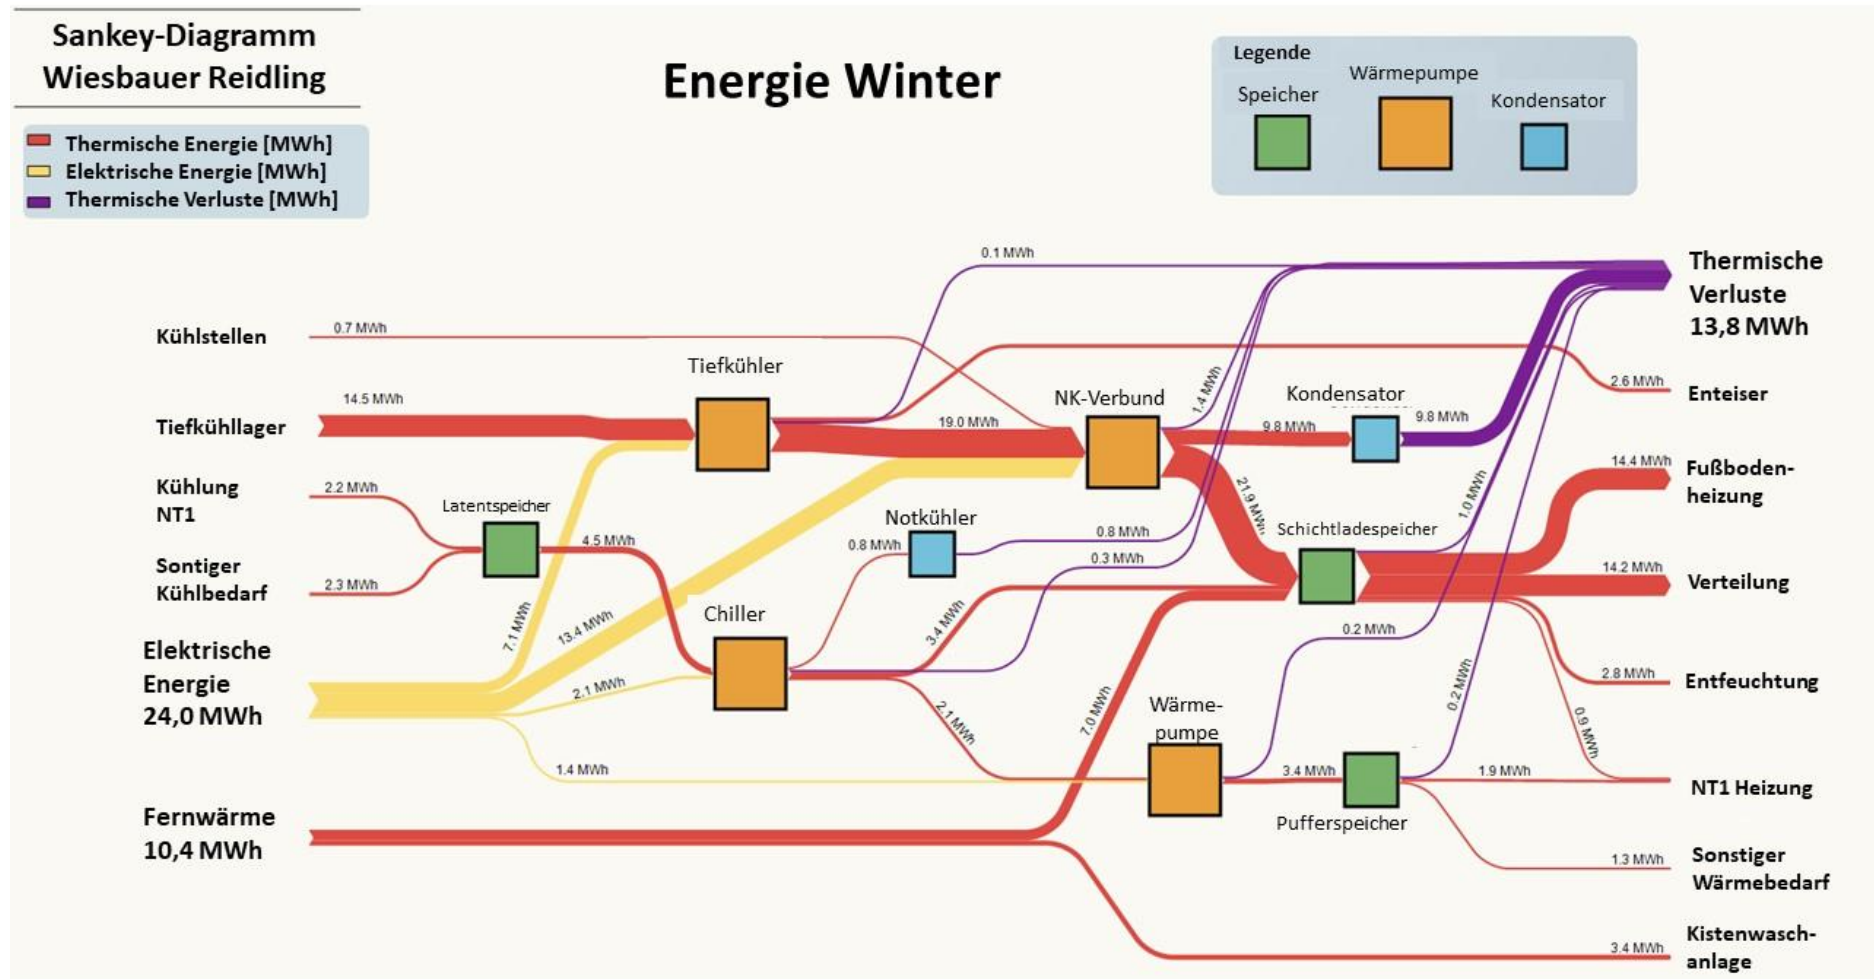 Sankey-Diagramm
Wiesbauer Reidling
Energie Winter
Legende
Speicher
Wärmepumpe
Kondensator
Thermische Energie [MWh]
Elektrische Energie [MWh]
Thermische Verluste [MWh]
0.1 MWh
Thermische
Verluste
13,8 MWh
Kühlstellen
0.7 MWh
Tiefkühler
1.4 MWh
2.6 MWh
Enteiser
14.5 MWh
Tiefkühllager
19.0 MWh
NK-Verbund
Kondensator
9.8 MWh
9.8 MWh
14.4 MWh
Fußboden-
heizung
Kühlung
NT1
2.2 MWh
Latentspeicher
4.5 MWh
Notkühler
0.8 MWh
0.8 MWh
0.3 MWh
21.9 MWh
1.0 MWh
Schichtladespeicher
14.2 MWh
Verteilung
Sontiger
Kühlbedarf
2.3 MWh
7.1 MWh
13.4 MWh
Chiller
3.4 MWh
0.2 MWh
Elektrische
Energie
24,0 MWh
2.1 MWh
2.1 MWh
7.0 MWh
Wärme-
pumpe
0.2 MWh
2.8 MWh
Entfeuchtung
0.9 MWh
1.4 MWh
3.4 MWh
1.9 MWh
NT1 Heizung
Pufferspeicher
Fernwärme
10,4 MWh
1.3 MWh
Sonstiger
Wärmebedarf
3.4 MWh
Kistenwasch-
anlage